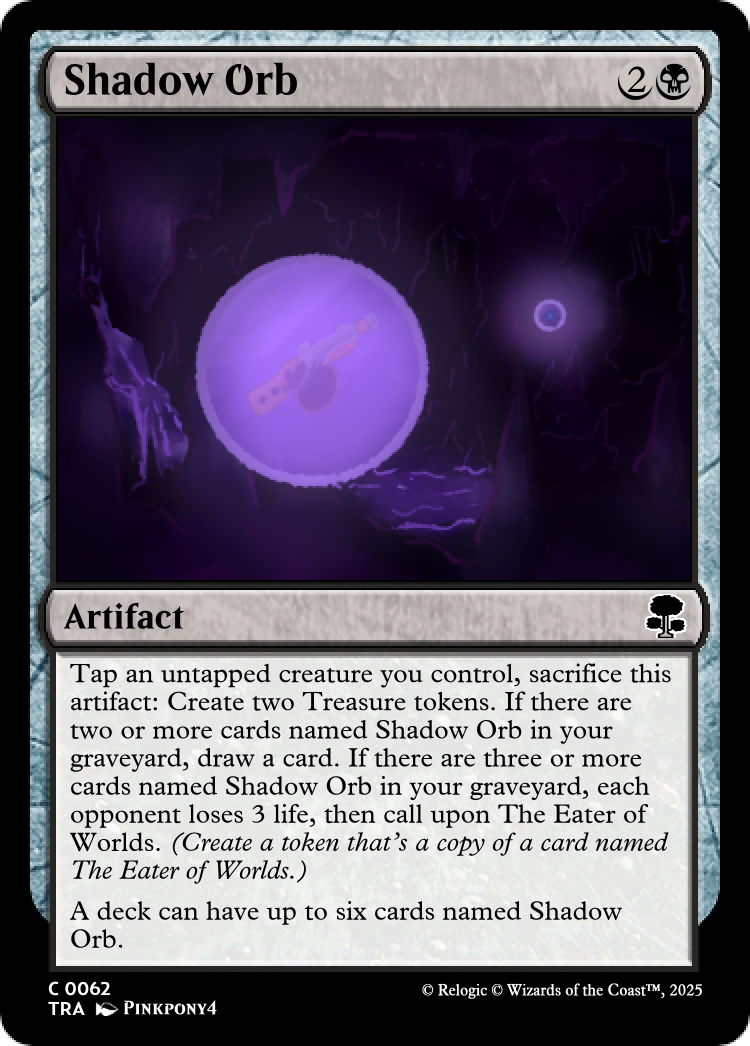 Shadow Orb 2
Artifact
Tap an untapped creature you control, sacrifice this
artifact: Create two Treasure tokens. If there are
two or more cards named Shadow Orb in your
graveyard, draw a card. If there are three or more
cards named Shadow Orb in your graveyard, each
opponent loses 3 life, then call upon The Eater of
Worlds. (Create a token that's a copy of a card named
The Eater of Worlds.)
A deck can have up to six cards named Shadow
Orb.
C 0062
TRA Pinkpony4
© Relogic © Wizards of the Coast™, 2025